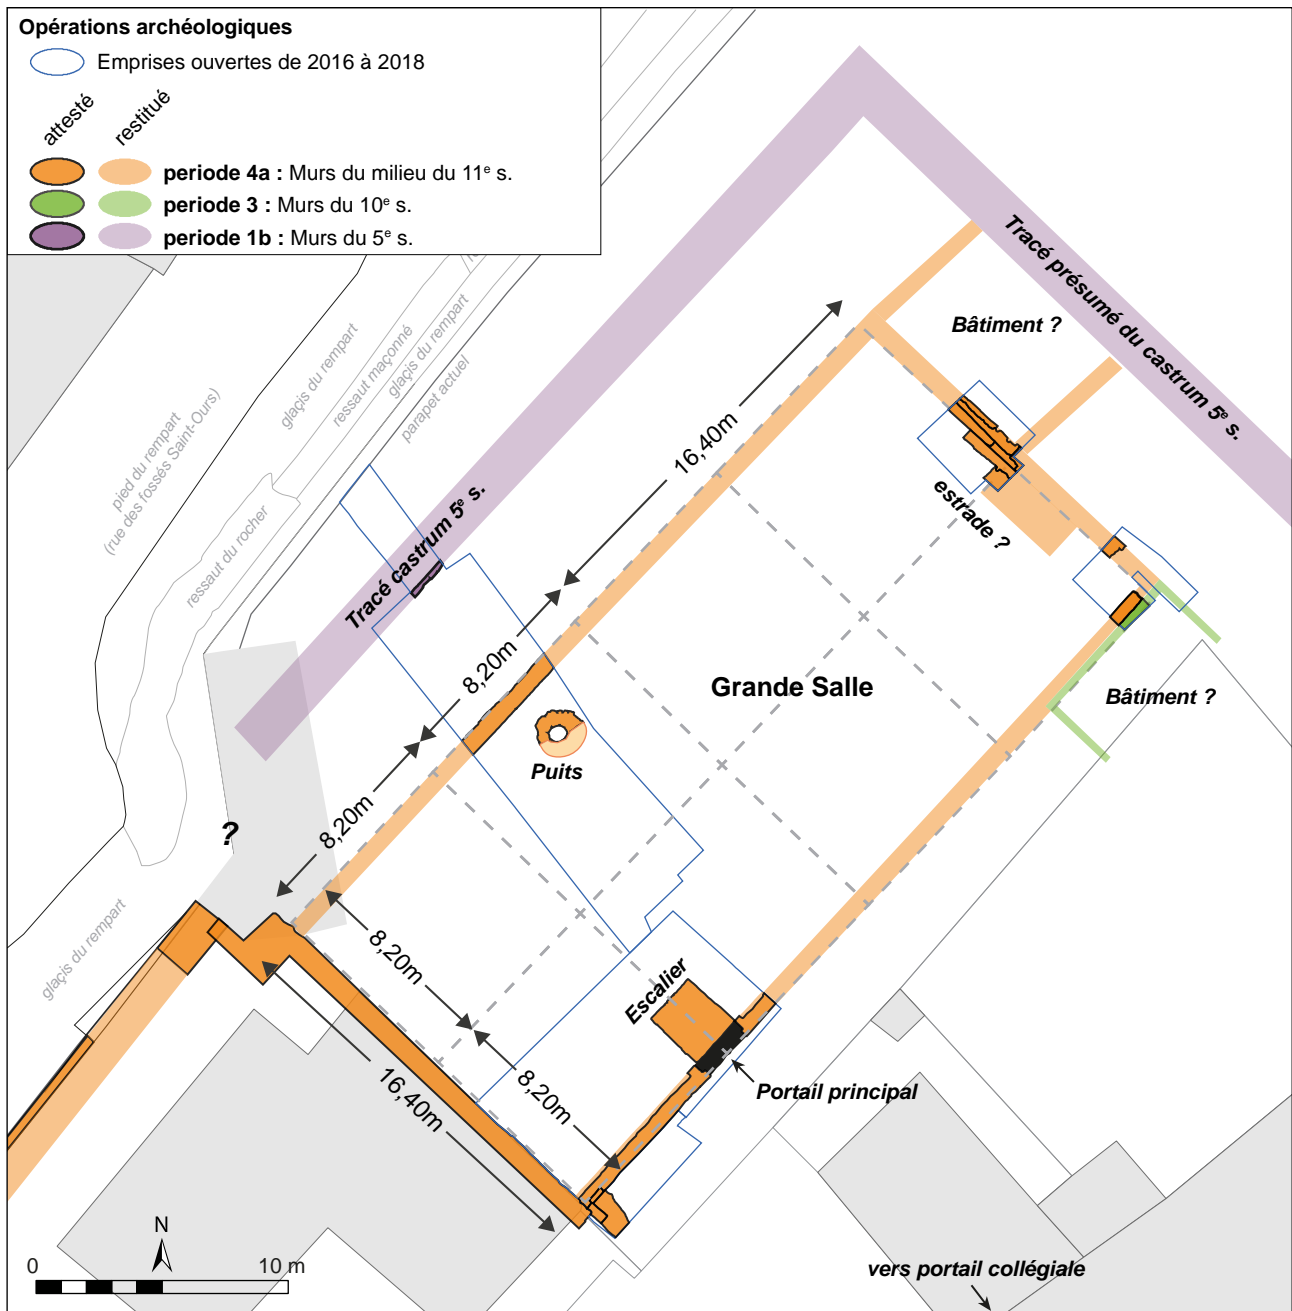 Opérations archéologiques
Emprises ouvertes de 2016 à 2018
attesté
restitué
periode 4a : Murs du milieu du 11e s.
periode 3 : Murs du 10e s.
periode 1b : Murs du 5e s.
glaçis du rempart
ressaut maçonné
glaçis du rempart
parapet actuel
pied du rempart
(rue des fossés Saint-Ours)
ressaut du rocher
Tracé présumé du castrum 5e s.
Bâtiment ?
16,40m
estrade ?
Tracé castrum 5e s.
8,20m
Grande Salle
Bâtiment ?
Puits
8,20m
?
glaçis du rempart
8,20m
Escalier
8,20m
Portail principal
16,40m
N
0
10 m
vers portail collégiale